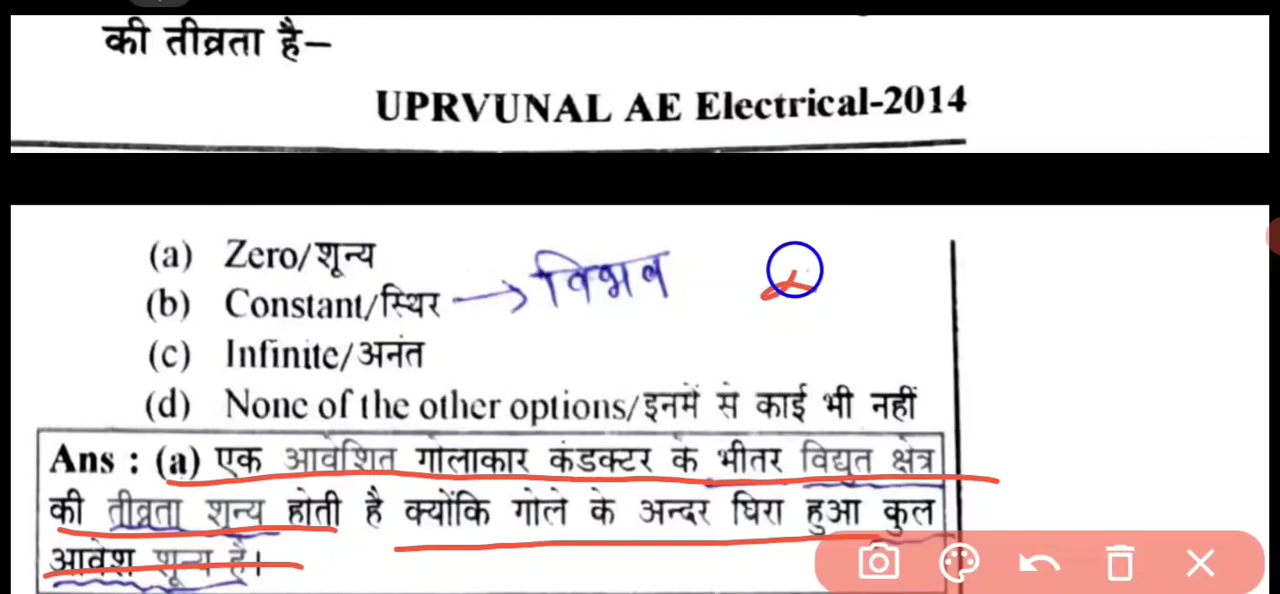 की तीव्रता है–
UPRVUNAL AE Electrical-2014
(a) Zero/शून्य
(b) Constant/स्थिर → विभव
(c) Infinite/अनंत
(d) None of the other options/इनमें से काई भी नहीं
Ans : (a) एक आवेशित गोलाकार कंडक्टर के भीतर विद्युत क्षेत्र
की तीव्रता शून्य होती है क्योंकि गोले के अन्दर घिरा हुआ कुल
आवेश शून्य है।